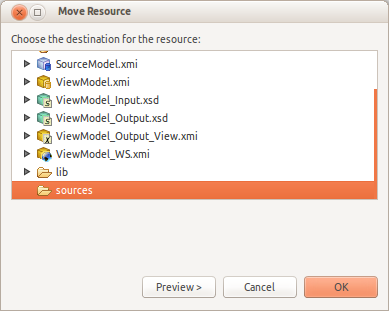 Move Resource
Choose the destination for the resource:
SourceModel.xmi
ViewModel.xmi
ViewModel_Input.xsd
ViewModel_Output.xsd
ViewModel_Output_View.xmi
ViewModel_WS.xmi
lib
sources
Preview > Cancel OK